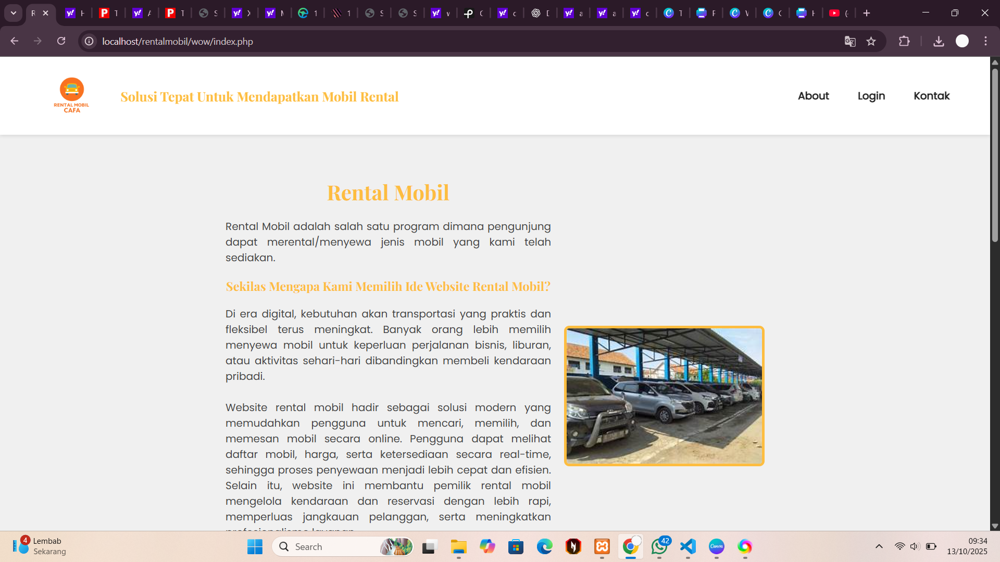 localhost/rentalmobil/wow/index.php
RENTAL MOBIL
CAFA
Solusi Tepat Untuk Mendapatkan Mobil Rental
About
Login
Kontak
Rental Mobil
Rental Mobil adalah salah satu program dimana pengunjung
dapat merental/menyewa jenis mobil yang kami telah
sediakan.
Sekilas Mengapa Kami Memilih Ide Website Rental Mobil?
Di era digital, kebutuhan akan transportasi yang praktis dan
fleksibel terus meningkat. Banyak orang lebih memilih
menyewa mobil untuk keperluan perjalanan bisnis, liburan,
atau aktivitas sehari-hari dibandingkan membeli kendaraan
pribadi.
Website rental mobil hadir sebagai solusi modern yang
memudahkan pengguna untuk mencari, memilih, dan
memesan mobil secara online. Pengguna dapat melihat
daftar mobil, harga, serta ketersediaan secara real-time,
sehingga proses penyewaan menjadi lebih cepat dan efisien.
Selain itu, website ini membantu pemilik rental mobil
mengelola kendaraan dan reservasi dengan lebih rapi,
memperluas jangkauan pelanggan, serta meningkatkan
4
Lembab
Sekarang
Search
Canva
42
09:34
13/10/2025